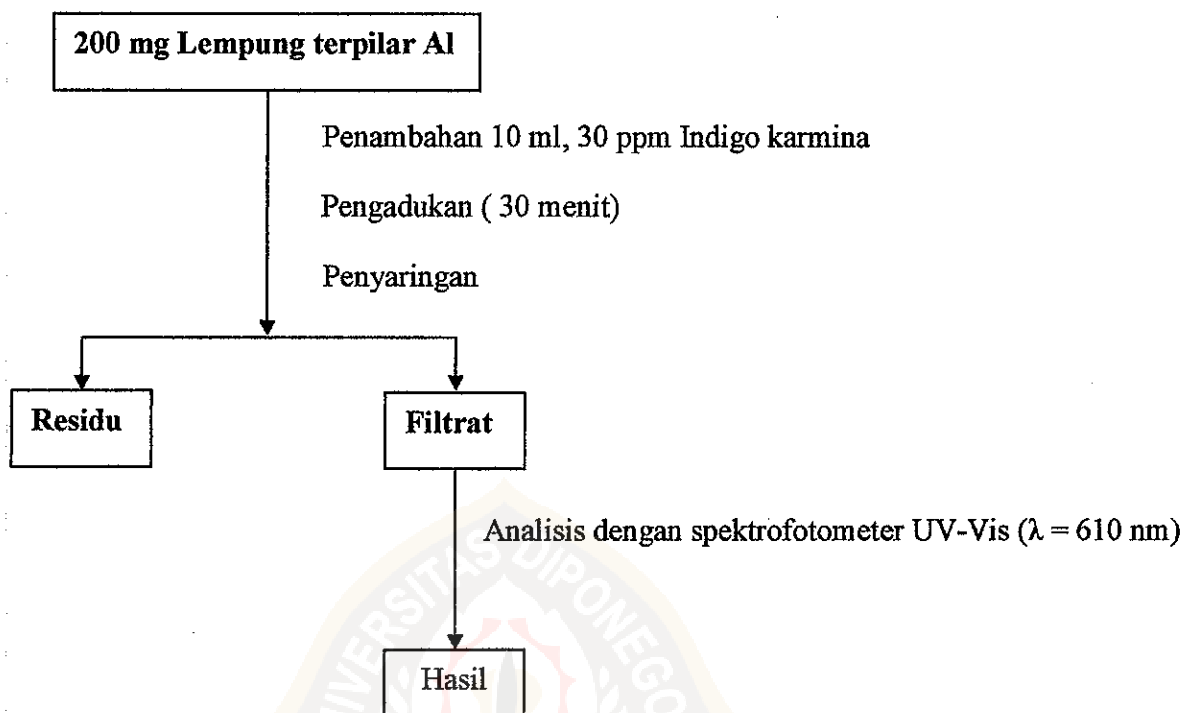 200 mg Lempung terpilar Al
Penambahan 10 ml, 30 ppm Indigo karmina
Pengadukan ( 30 menit)
Penyaringan
Residu
Filtrat
Analisis dengan spektrofotometer UV-Vis (λ = 610 nm)
Hasil